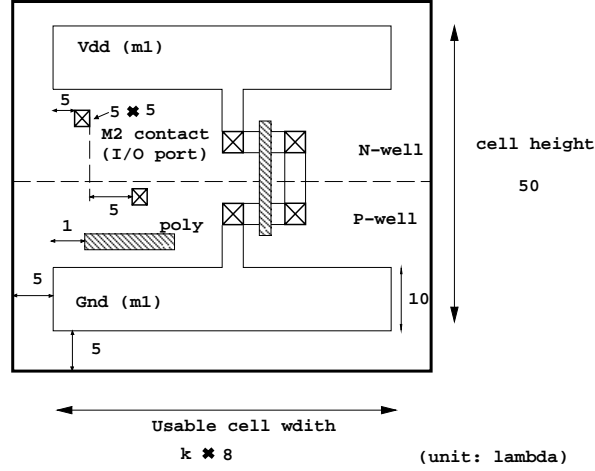 Vdd (m1)
5
5 ✖ 5
M2 contact
(I/O port)
N-well
cell height
50
5
P-well
1
poly
5
Gnd (m1)
10
5
Usable cell wdith
k ✖ 8
(unit: lambda)